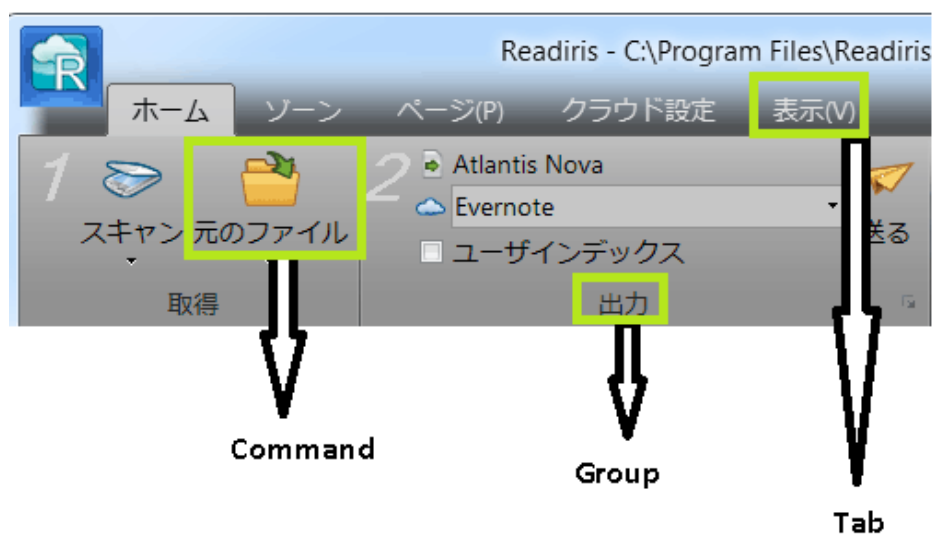 Readiris - C:\Program Files\Readiris
ホーム ゾーン ページ(P) クラウド設定 表示(V)
1 スキャン 元のファイル
取得
2 Atlantis Nova
Evernote
ユーザインデックス
送る
出力
Command
Group
Tab